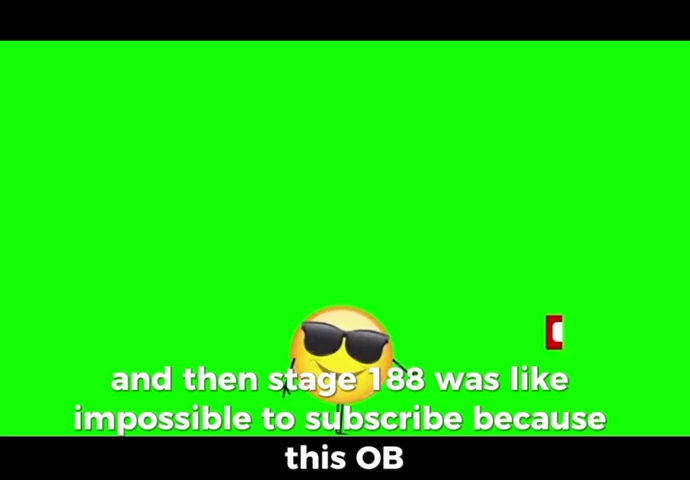 and then stage 188 was like
impossible to subscribe because
this OB